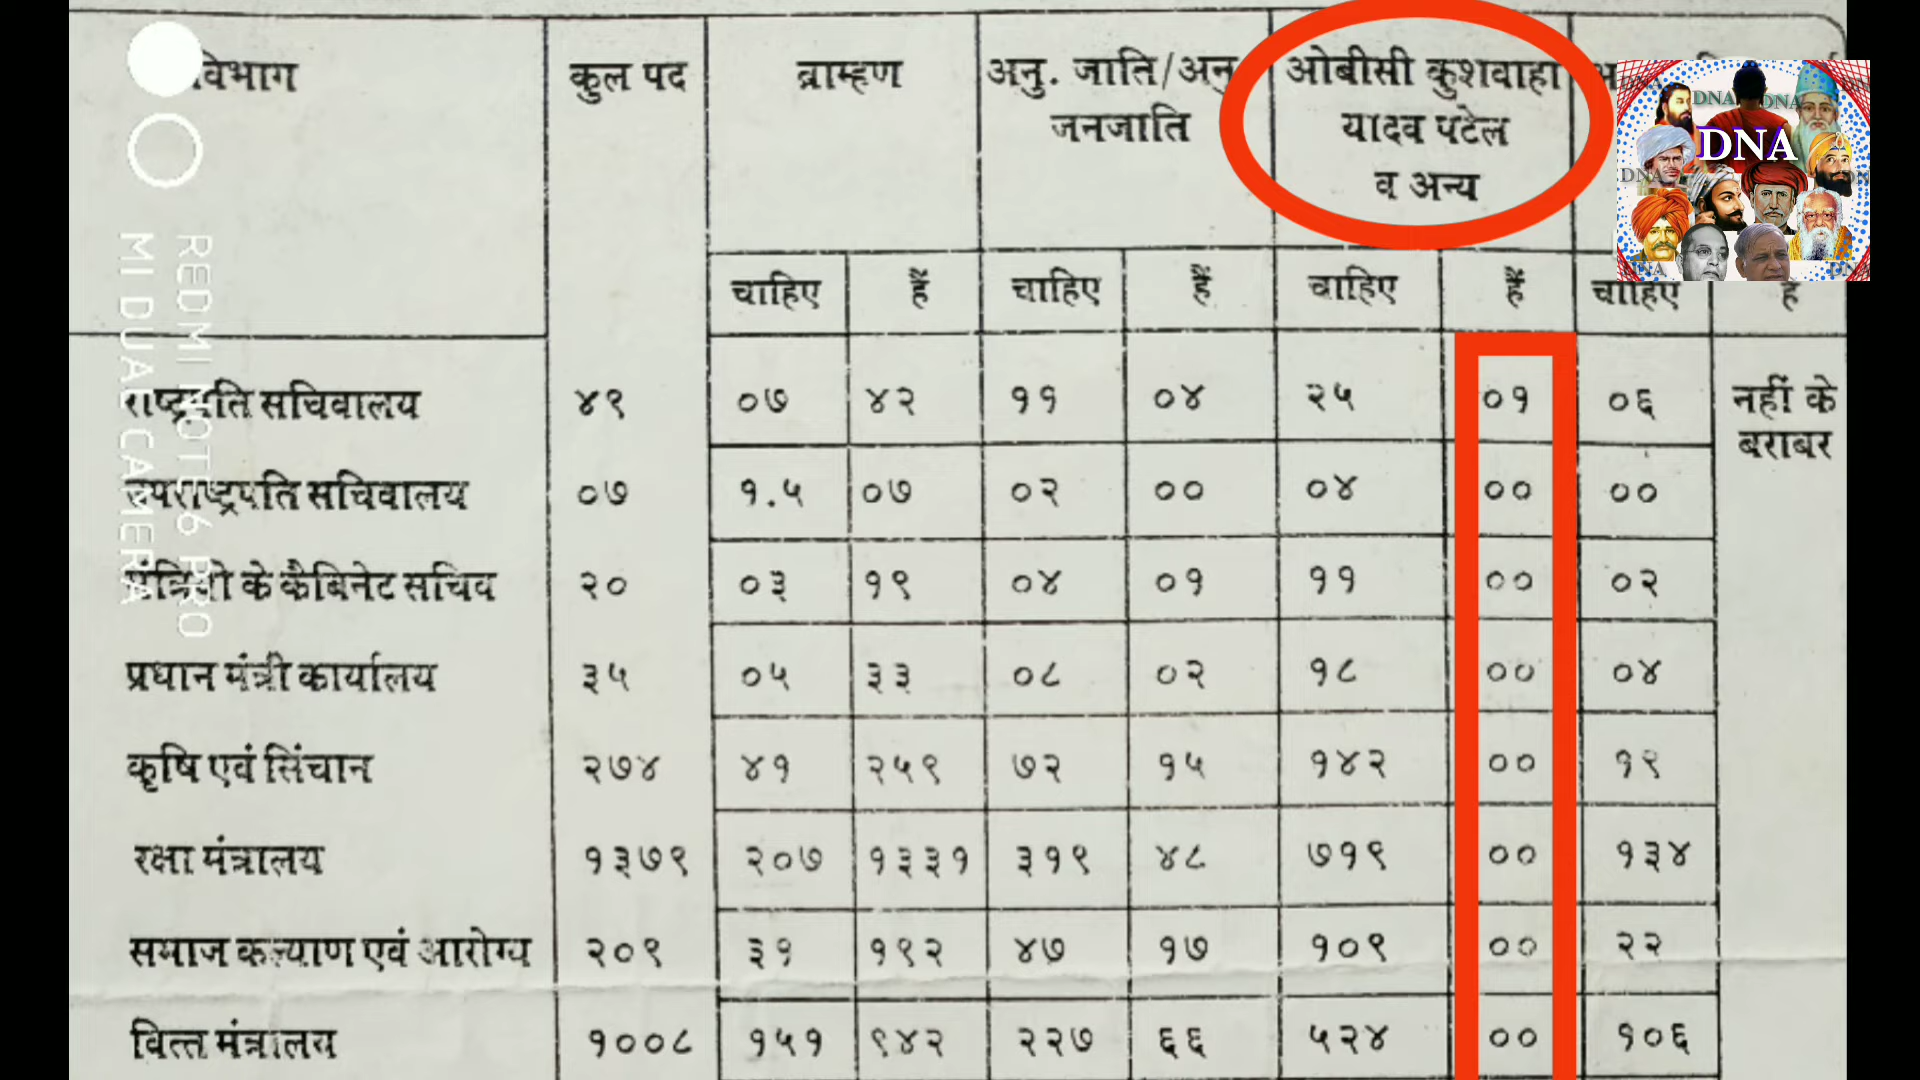 विभाग कुल पद ब्राम्हण अनु. जाति/अनु ओबीसी कुशवाहा
जनजाति यादव पटेल
व अन्य
चाहिए हैं चाहिए हैं चाहिए हैं चाहिए है
राष्ट्रपति सचिवालय ४९ ०७ ४२ ११ ०४ २५ ०१ ०६ नहीं के
बराबर
उपराष्ट्रपति सचिवालय ०७ १.५ ०७ ०२ ०० ०४ ०० ००
मंत्रियो के कैबिनेट सचिव २० ०३ १९ ०४ ०१ ११ ०० ०२
प्रधान मंत्री कार्यालय ३५ ०५ ३३ ०८ ०२ १८ ०० ०४
कृषि एवं सिंचान २७४ ४१ २५९ ७२ १५ १४२ ०० १९
रक्षा मंत्रालय १३७९ २०७ १३३१ ३१९ ४८ ७१९ ०० १३४
समाज कल्याण एवं आरोग्य २०९ ३१ १९२ ४७ १७ १०९ ०० २२
वित्त मंत्रालय १००८ १५१ ९४२ २२७ ६६ ५२४ ०० १०६
REDMI NOTE 6 PRO
MI DUAL CAMERA
DNA
DNA
DNA
DNA
DNA